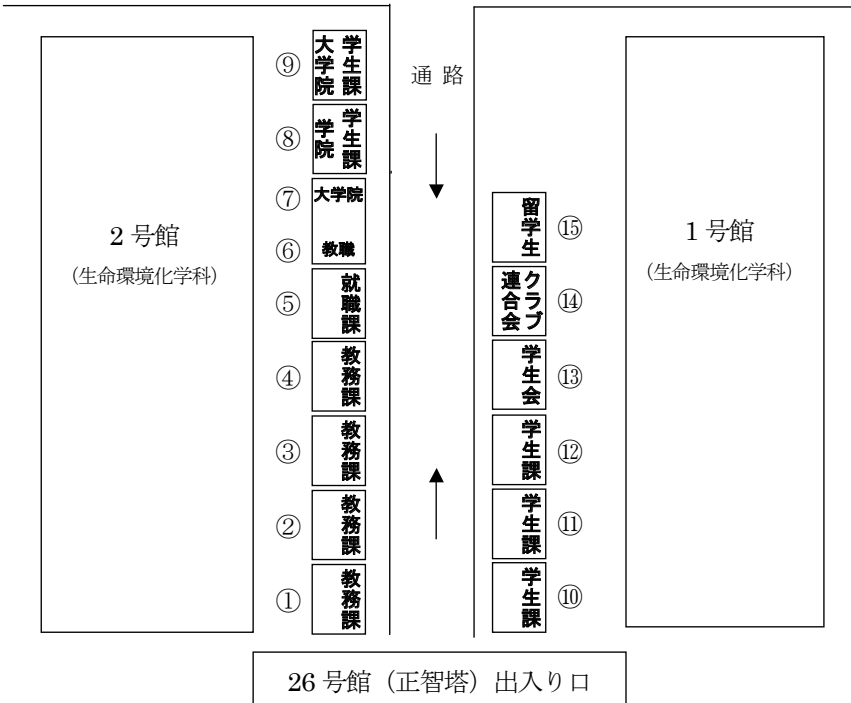 ⑨
大学院
学生課
通 路
⑧
学院
学生課
⑦
大学院
⑥
教職
⑤
就職課
④
教務課
③
教務課
②
教務課
①
教務課
2 号館
(生命環境化学科)
留学生
⑮
クラブ
連合会
⑭
学生会
⑬
学生課
⑫
学生課
⑪
学生課
⑩
1 号館
(生命環境化学科)
26 号館（正智塔）出入り口